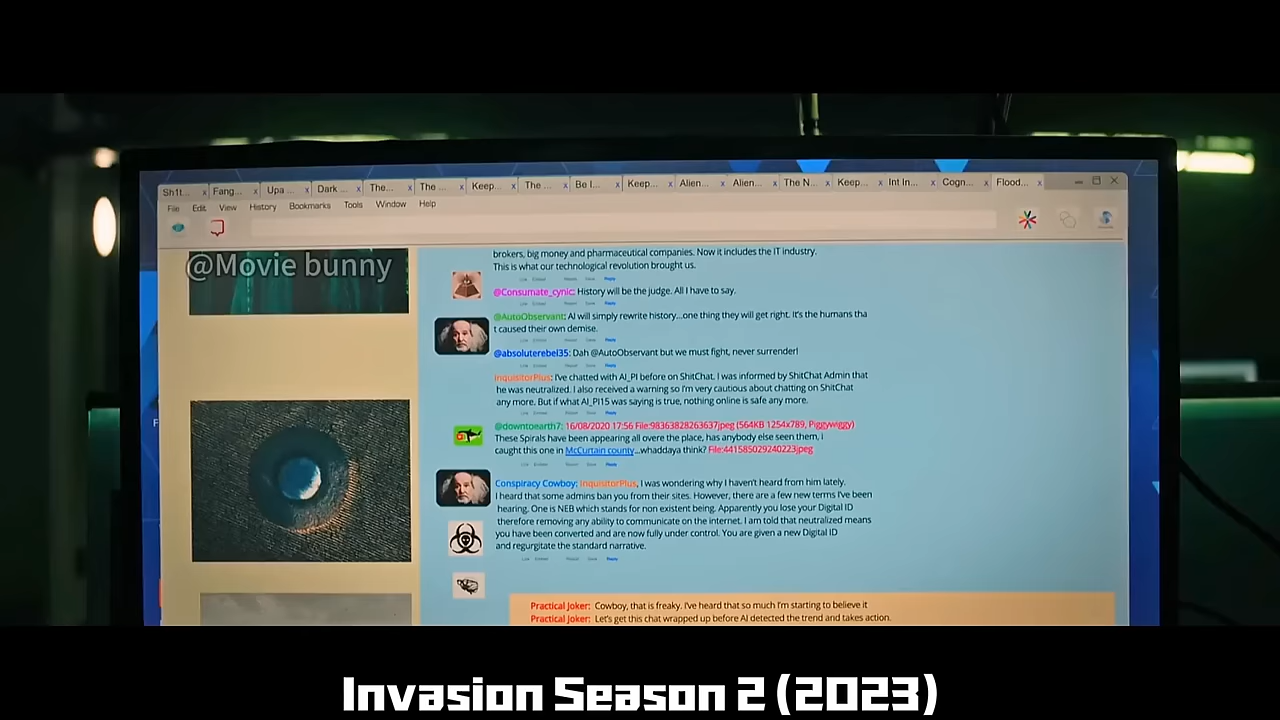 Sh1t... x Fang... x Upa ... x Dark ... x The... x The ... x Keep... x The ... x Be I... x Keep... x Alien... x Alien... x The N... x Keep... x Int In... x Cogn... x Flood... x
File Edit View History Bookmarks Tools Window Help
@Movie bunny
brokers, big money and pharmaceutical companies. Now it includes the IT industry.
This is what our technological revolution brought us.
@Consumate_cynic: History will be the judge. All I have to say.
@AutoObservant: AI will simply rewrite history...one thing they will get right. It's the humans tha
t caused their own demise.
@absoluterebel35: Dah @AutoObservant but we must fight, never surrender!
InquisitorPlus: I've chatted with AI_PI before on ShitChat. I was informed by ShitChat Admin that
he was neutralized. I also received a warning so I'm very cautious about chatting on ShitChat
any more. But if what AI_PI15 was saying is true, nothing online is safe any more.
@downtoearth7: 16/08/2020 17:56 File:98363828263637jpeg (564KB 1254x789, Piggywiggy)
These Spirals have been appearing all overe the place, has anybody else seen them, i
caught this one in McCurtain county...whaddaya think? File:441585029240223jpeg
Conspiracy Cowboy: InquisitorPlus, I was wondering why I haven't heard from him lately.
I heard that some admins ban you from their sites. However, there are a few new terms I've been
hearing. One is NEB which stands for non existent being. Apparently you lose your Digital ID
therefore removing any ability to communicate on the internet. I am told that neutralized means
you have been converted and are now fully under control. You are given a new Digital ID
and regurgitate the standard narrative.
Practical Joker: Cowboy, that is freaky. I've heard that so much I'm starting to believe it
Practical Joker: Let's get this chat wrapped up before AI detected the trend and takes action.
Invasion Season 2 (2023)